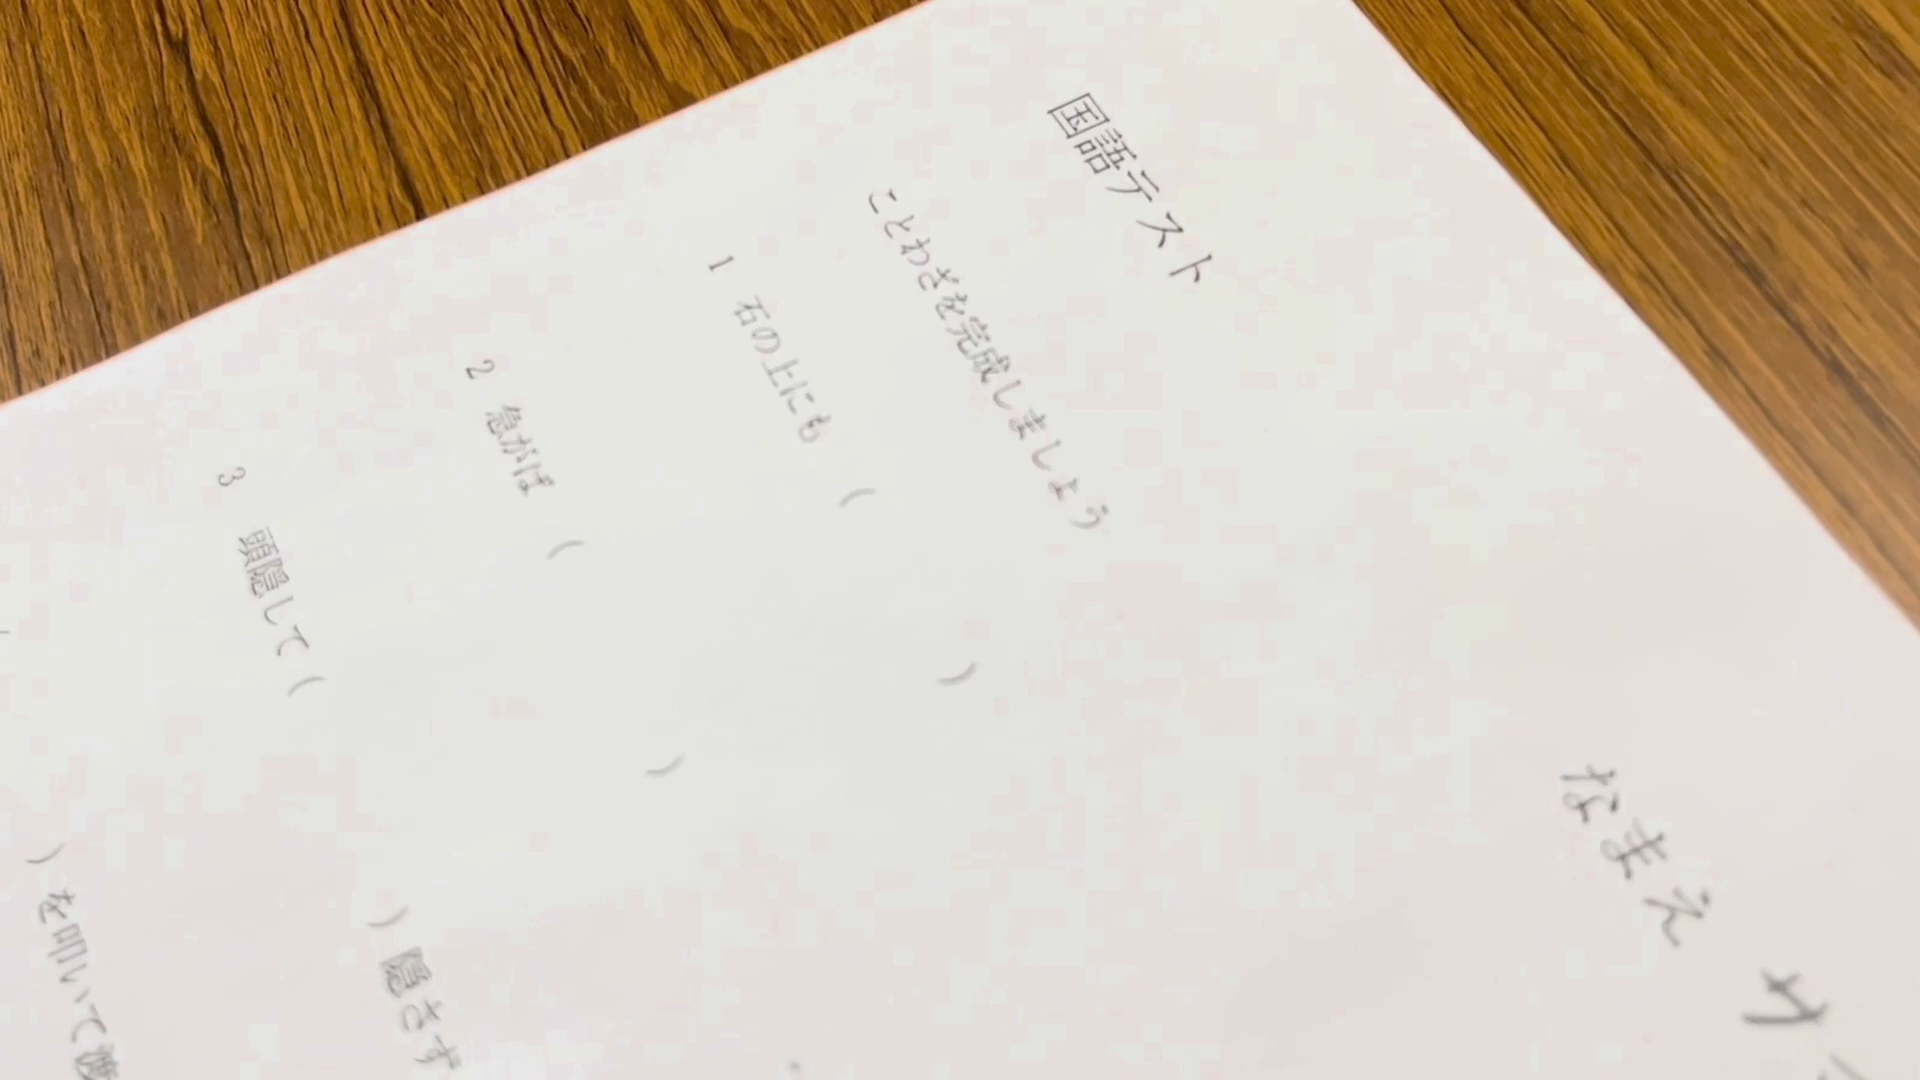 国語テスト
ことわざを完成しましょう
1 石の上にも ( )
2 急がば ( )
3 頭隠して ( ) 隠さず
) を叩いて
なまえ サ